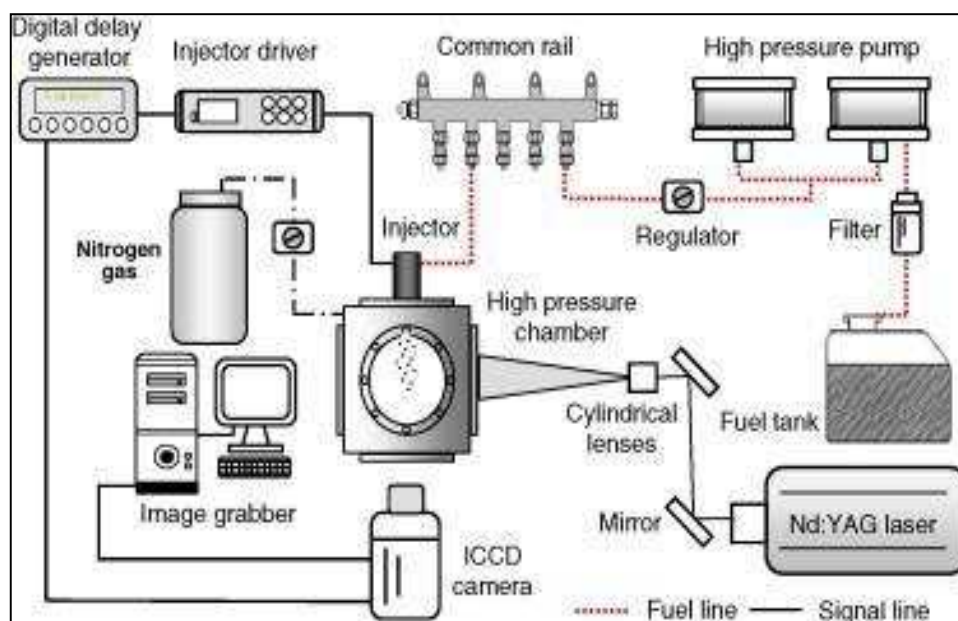 Digital delay
generator
Injector driver
Common rail
High pressure pump
Nitrogen
gas
Injector
Regulator
Filter
High pressure
chamber
Cylindrical
lenses
Fuel tank
Image grabber
Mirror
Nd:YAG laser
ICCD
camera
Fuel line
Signal line